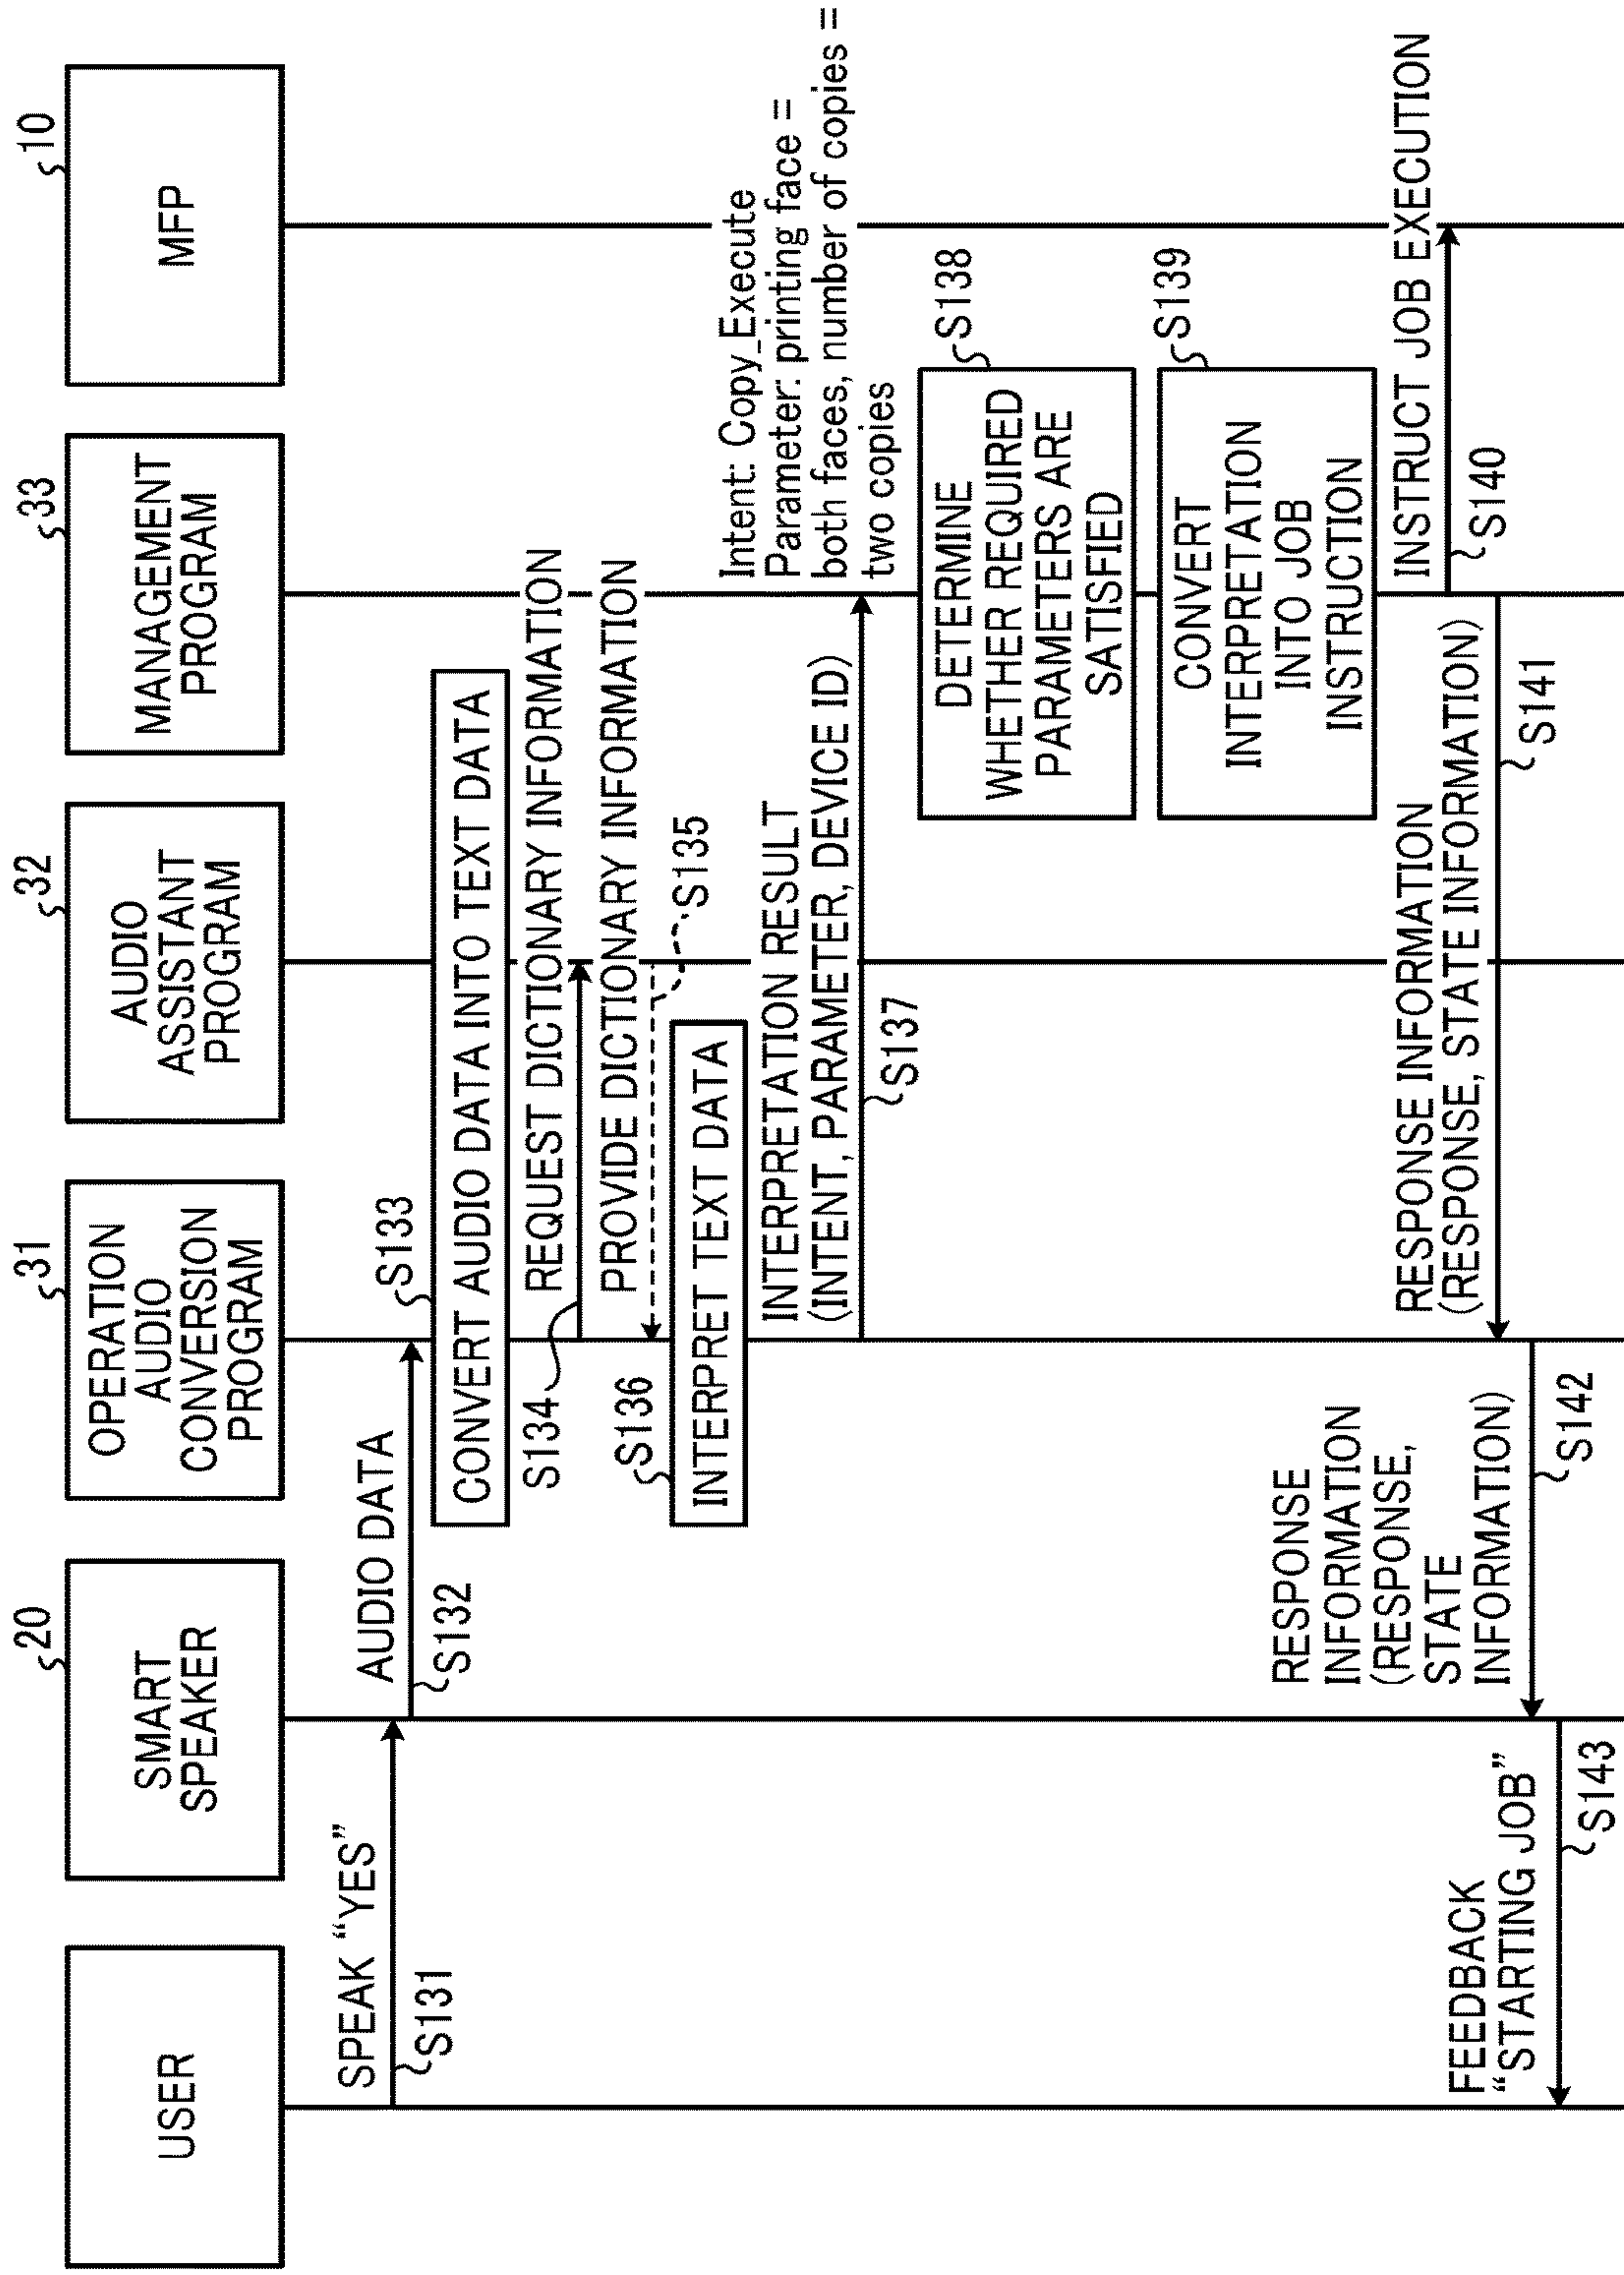 USER
20
SMART
SPEAKER
31
OPERATION
AUDIO
CONVERSION
PROGRAM
32
AUDIO
ASSISTANT
PROGRAM
33
MANAGEMENT
PROGRAM
10
MFP
SPEAK “YES”
S131
AUDIO DATA
S132
S133
CONVERT AUDIO DATA INTO TEXT DATA
REQUEST DICTIONARY INFORMATION
S134
PROVIDE DICTIONARY INFORMATION
S135
S136
INTERPRET TEXT DATA
INTERPRETATION RESULT
(INTENT, PARAMETER, DEVICE ID)
S137
Intent: Copy_Execute
Parameter: printing face =
both faces, number of copies =
two copies
DETERMINE
WHETHER REQUIRED
PARAMETERS ARE
SATISFIED
S138
CONVERT
INTERPRETATION
INTO JOB
INSTRUCTION
S139
INSTRUCT JOB EXECUTION
S140
RESPONSE INFORMATION
(RESPONSE, STATE INFORMATION)
S141
RESPONSE
INFORMATION
(RESPONSE,
STATE
INFORMATION)
S142
FEEDBACK
“STARTING JOB”
S143